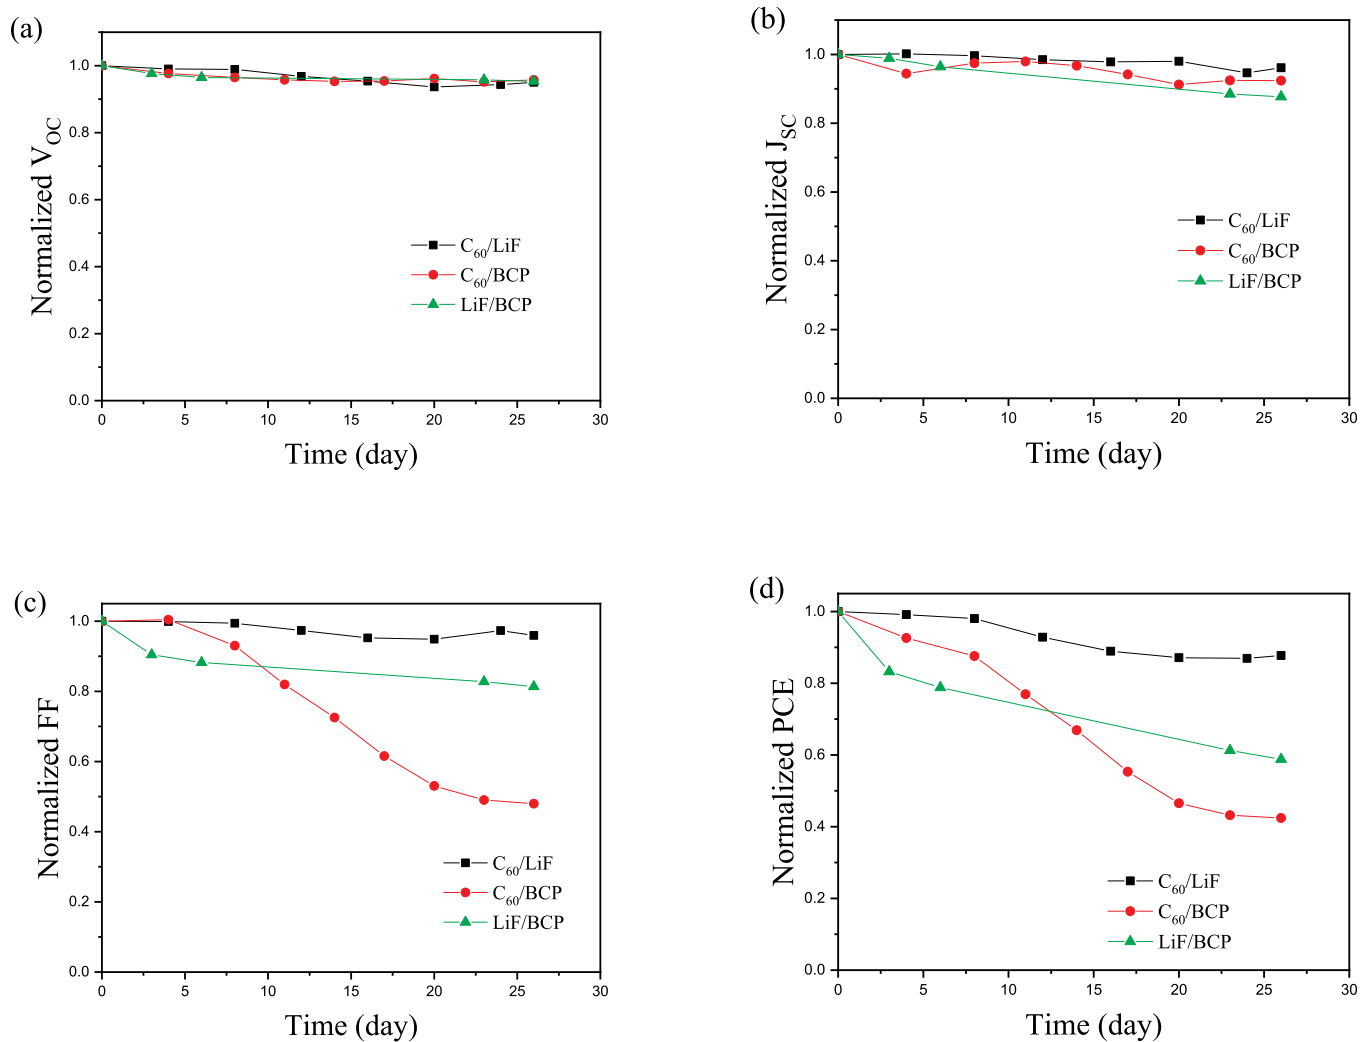 (a)
Normalized V_OC
1.0
0.8
0.6
0.4
0.2
0.0
C60/LiF
C60/BCP
LiF/BCP
0 5 10 15 20 25 30
Time (day)
(b)
Normalized J_SC
1.0
0.8
0.6
0.4
0.2
0.0
C60/LiF
C60/BCP
LiF/BCP
0 5 10 15 20 25 30
Time (day)
(c)
Normalized FF
1.0
0.8
0.6
0.4
0.2
0.0
C60/LiF
C60/BCP
LiF/BCP
0 5 10 15 20 25 30
Time (day)
(d)
Normalized PCE
1.0
0.8
0.6
0.4
0.2
0.0
C60/LiF
C60/BCP
LiF/BCP
0 5 10 15 20 25 30
Time (day)